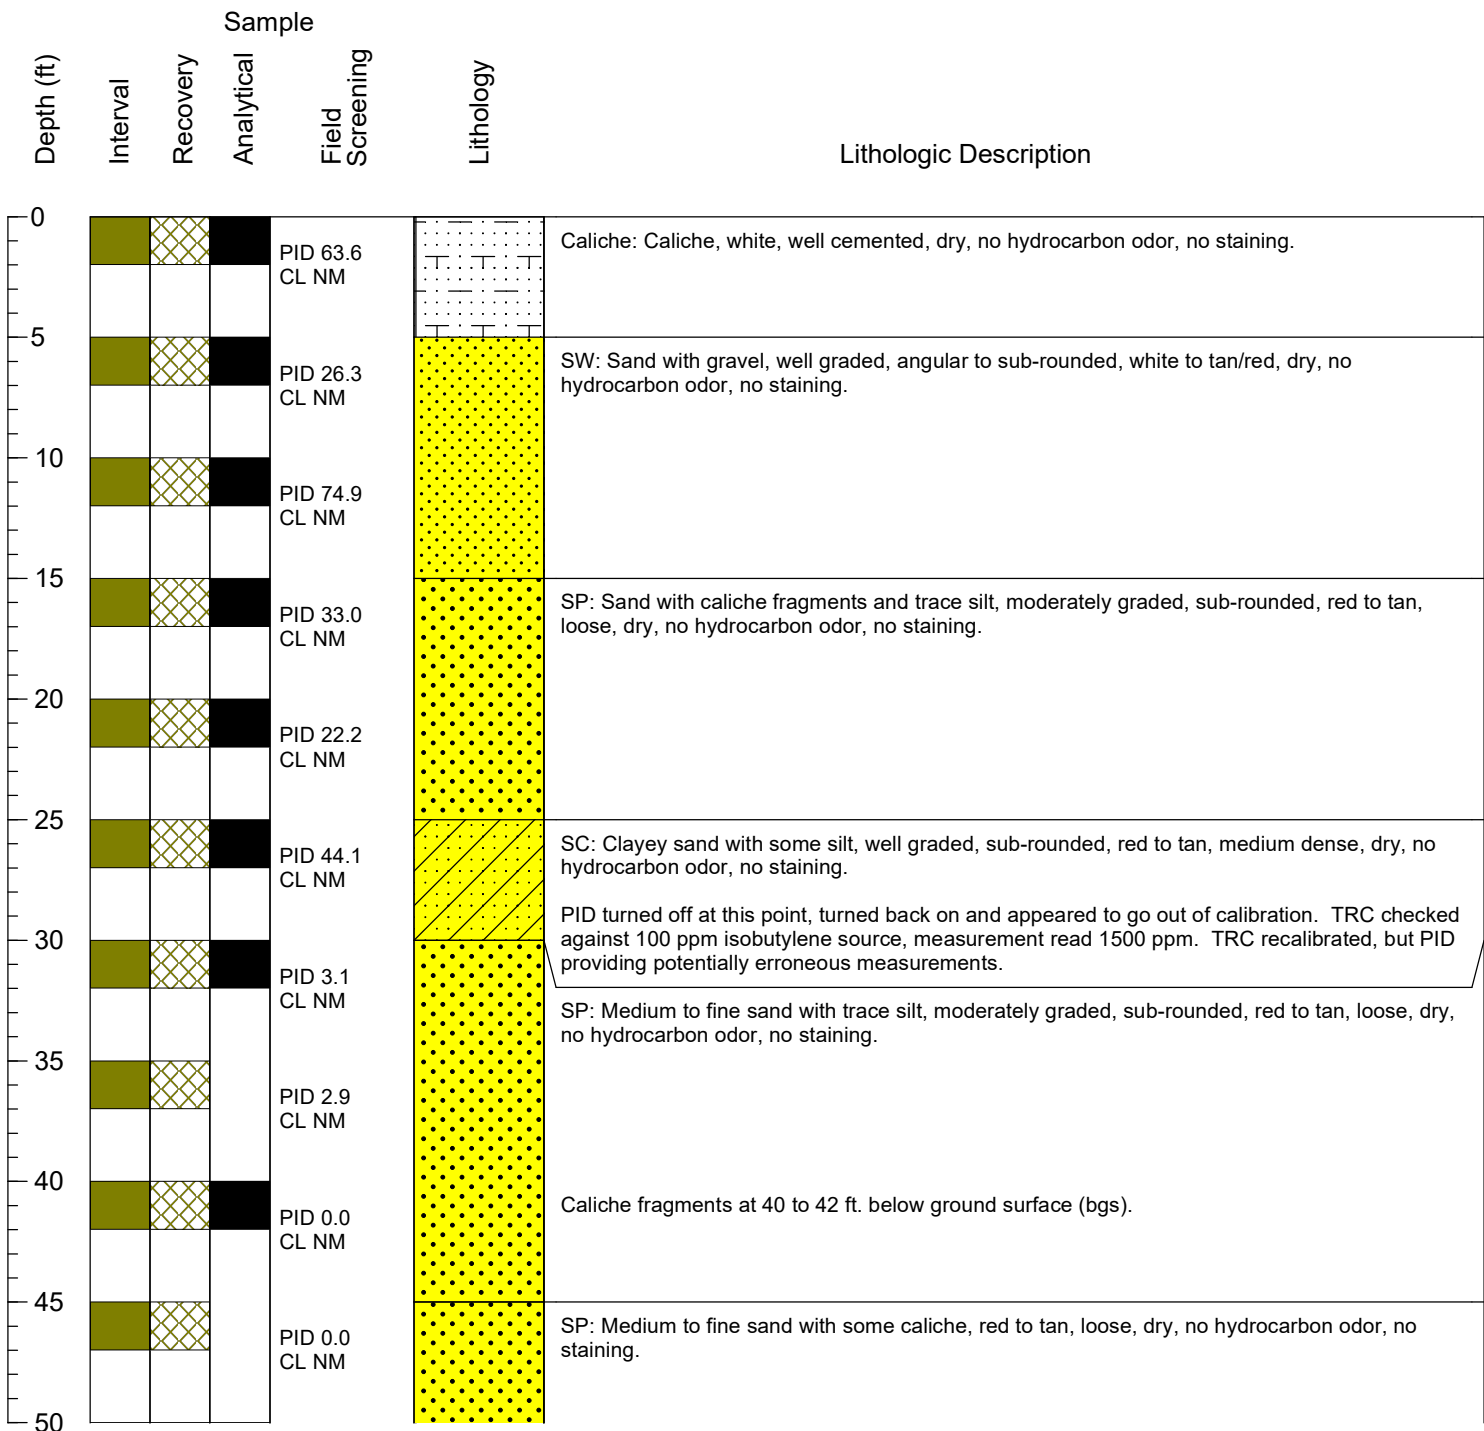 Sample
Depth (ft)
Interval
Recovery
Analytical
Field
Screening
Lithology
Lithologic Description
0
PID 63.6
CL NM
Caliche: Caliche, white, well cemented, dry, no hydrocarbon odor, no staining.
5
PID 26.3
CL NM
SW: Sand with gravel, well graded, angular to sub-rounded, white to tan/red, dry, no
hydrocarbon odor, no staining.
10
PID 74.9
CL NM
15
PID 33.0
CL NM
SP: Sand with caliche fragments and trace silt, moderately graded, sub-rounded, red to tan,
loose, dry, no hydrocarbon odor, no staining.
20
PID 22.2
CL NM
25
PID 44.1
CL NM
SC: Clayey sand with some silt, well graded, sub-rounded, red to tan, medium dense, dry, no
hydrocarbon odor, no staining.
PID turned off at this point, turned back on and appeared to go out of calibration.  TRC checked
against 100 ppm isobutylene source, measurement read 1500 ppm.  TRC recalibrated, but PID
providing potentially erroneous measurements.
30
PID 3.1
CL NM
SP: Medium to fine sand with trace silt, moderately graded, sub-rounded, red to tan, loose, dry,
no hydrocarbon odor, no staining.
35
PID 2.9
CL NM
40
PID 0.0
CL NM
Caliche fragments at 40 to 42 ft. below ground surface (bgs).
45
PID 0.0
CL NM
SP: Medium to fine sand with some caliche, red to tan, loose, dry, no hydrocarbon odor, no
staining.
50